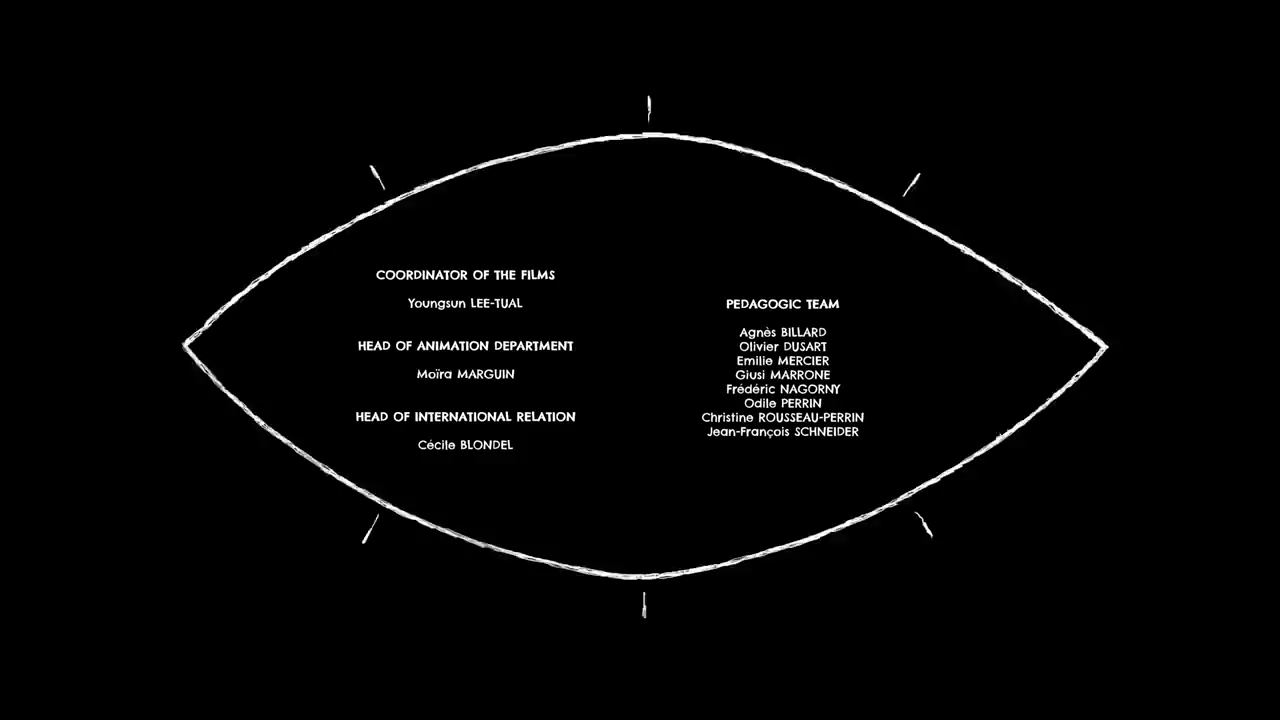 COORDINATOR OF THE FILMS
Youngsun LEE-TUAL
HEAD OF ANIMATION DEPARTMENT
Moïra MARGUIN
HEAD OF INTERNATIONAL RELATION
Cécile BLONDEL
PEDAGOGIC TEAM
Agnès BILLARD
Olivier DUSART
Emilie MERCIER
Giusi MARRONE
Frédéric NAGORNY
Odile PERRIN
Christine ROUSSEAU-PERRIN
Jean-François SCHNEIDER